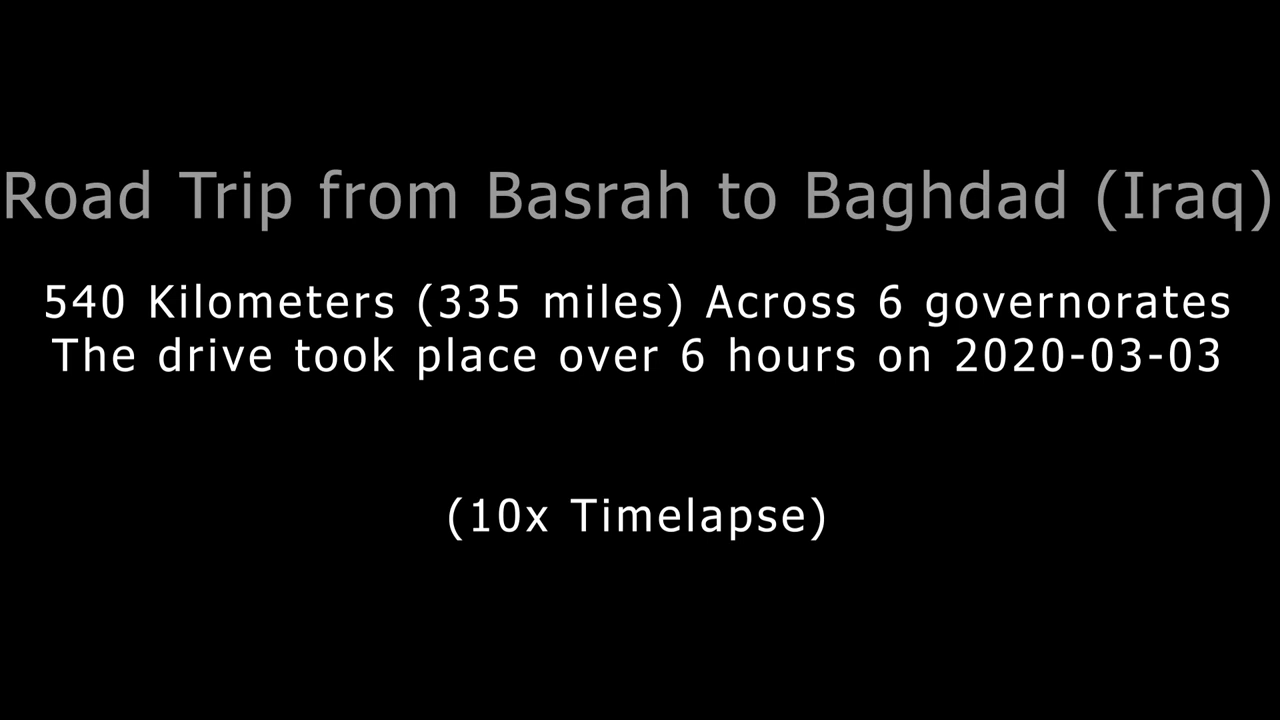 Road Trip from Basrah to Baghdad (Iraq)
540 Kilometers (335 miles) Across 6 governorates
The drive took place over 6 hours on 2020-03-03
(10x Timelapse)